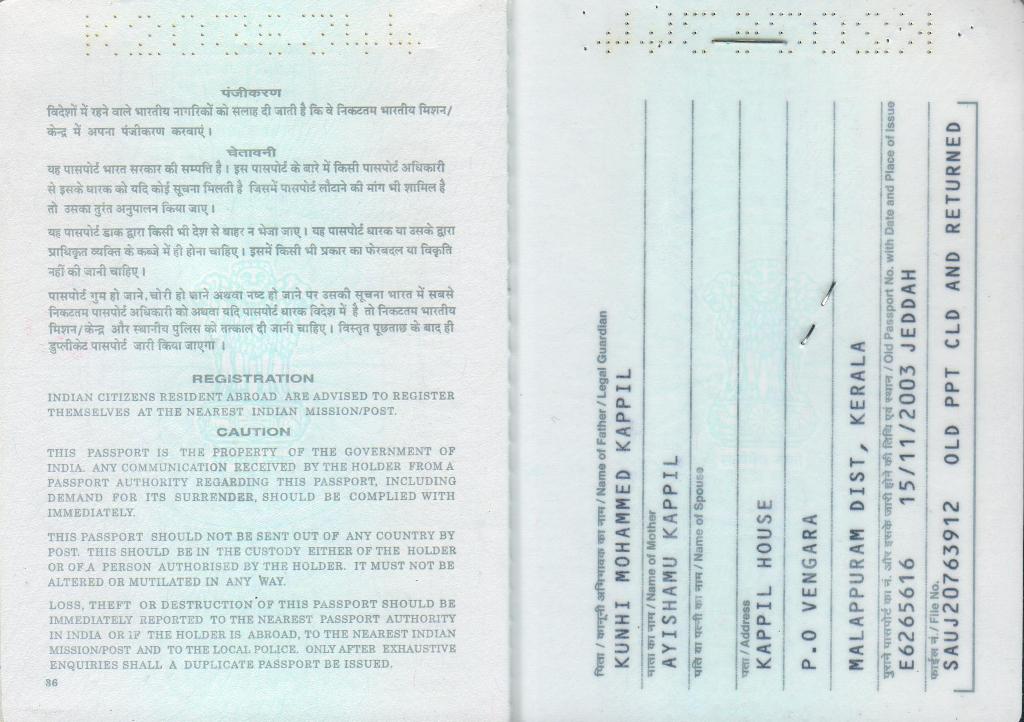 पंजीकरण
विदेशों में रहने वाले भारतीय नागरिकों को सलाह दी जाती है कि वे निकटतम भारतीय मिशन/
केन्द्र में अपना पंजीकरण करवाएं ।
चेतावनी
यह पासपोर्ट भारत सरकार की सम्पत्ति है । इस पासपोर्ट के बारे में किसी पासपोर्ट अधिकारी
से इसके धारक को यदि कोई सूचना मिलती है जिसमें पासपोर्ट लौटाने की मांग भी शामिल है
तो उसका तुरंत अनुपालन किया जाए ।
यह पासपोर्ट डाक द्वारा किसी भी देश से बाहर न भेजा जाए । यह पासपोर्ट धारक या उसके द्वारा
प्राधिकृत व्यक्ति के कब्जे में ही होना चाहिए । इसमें किसी भी प्रकार का फेरबदल या विकृति
नहीं की जानी चाहिए ।
पासपोर्ट गुम हो जाने, चोरी हो जाने अथवा नष्ट हो जाने पर उसकी सूचना भारत में सबसे
निकटतम पासपोर्ट अधिकारी को अथवा यदि पासपोर्ट धारक विदेश में है तो निकटतम भारतीय
मिशन/केन्द्र और स्थानीय पुलिस को तत्काल दी जानी चाहिए । विस्तृत पूछताछ के बाद ही
डुप्लीकेट पासपोर्ट जारी किया जाएगा ।
REGISTRATION
INDIAN CITIZENS RESIDENT ABROAD ARE ADVISED TO REGISTER
THEMSELVES AT THE NEAREST INDIAN MISSION/POST.
CAUTION
THIS PASSPORT IS THE PROPERTY OF THE GOVERNMENT OF
INDIA. ANY COMMUNICATION RECEIVED BY THE HOLDER FROM A
PASSPORT AUTHORITY REGARDING THIS PASSPORT, INCLUDING
DEMAND FOR ITS SURRENDER, SHOULD BE COMPLIED WITH
IMMEDIATELY.
THIS PASSPORT SHOULD NOT BE SENT OUT OF ANY COUNTRY BY
POST. THIS SHOULD BE IN THE CUSTODY EITHER OF THE HOLDER
OR OF A PERSON AUTHORISED BY THE HOLDER. IT MUST NOT BE
ALTERED OR MUTILATED IN ANY WAY.
LOSS, THEFT OR DESTRUCTION OF THIS PASSPORT SHOULD BE
IMMEDIATELY REPORTED TO THE NEAREST PASSPORT AUTHORITY
IN INDIA OR IF THE HOLDER IS ABROAD, TO THE NEAREST INDIAN
MISSION/POST AND TO THE LOCAL POLICE. ONLY AFTER EXHAUSTIVE
ENQUIRIES SHALL A DUPLICATE PASSPORT BE ISSUED.
36
पिता / कानूनी अभिभावक का नाम / Name of Father / Legal Guardian
KUNHI MOHAMMED KAPPIL
माता का नाम / Name of Mother
AYISHAMU KAPPIL
पति या पत्नी का नाम / Name of Spouse
पता / Address
KAPPIL HOUSE
P.O VENGARA
MALAPPURAM DIST, KERALA
पुराने पासपोर्ट का नं. और इसके जारी होने की तिथि एवं स्थान / Old Passport No. with Date and Place of Issue
E6265616 15/11/2003 JEDDAH
फाईल नं. / File No.
SAUJ20763912 OLD PPT CLD AND RETURNED